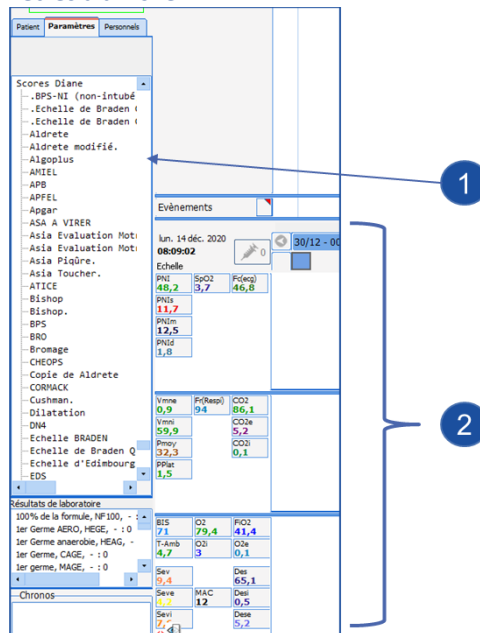 Patient Paramètres Personnels
Scores Diane
.BPS-NI (non-intubé
.Echelle de Braden
.Echelle de Braden
Aldrete
Aldrete modifié.
Algoplus
AMIEL
APB
APFEL
Apgar
ASA A VIRER
Asia Evaluation Mot
Asia Evaluation Mot
Asia Piqûre.
Asia Toucher.
ATICE
Bishop
Bishop.
BPS
BRO
Bromage
CHEOPS
Copie de Aldrete
CORMACK
Cushman.
Dilatation
DN4
Echelle BRADEN
Echelle de Braden Q
Echelle d'Edimbourg
EDS
Résultats de laboratoire
100% de la formule, NF100, - :
1er Germe AERO, HEGE, - : 0
1er Germe anaerobie, HEAG, -
1er Germe, CAGE, - : 0
1er germe, MAGE, - : 0
Chronos
1
Evènements
lun. 14 déc. 2020
08:09:02
0
30/12 - 00
Echelle
PNI SpO2 Fc(ecg)
48,2 3,7 46,8
PNIs
11,7
PNIm
12,5
PNId
1,8
Vmne Fr(Respi) CO2
0,9 94 86,1
Vmni CO2e
59,9 5,2
Pmoy CO2i
32,3 0,1
PPlat
1,5
BIS O2 FiO2
71 79,4 41,4
T-Amb O2i O2e
4,7 3 0,1
Sev Des
9,4 65,1
Seve MAC Desi
12 0,5
Sevi Dese
5,2
2